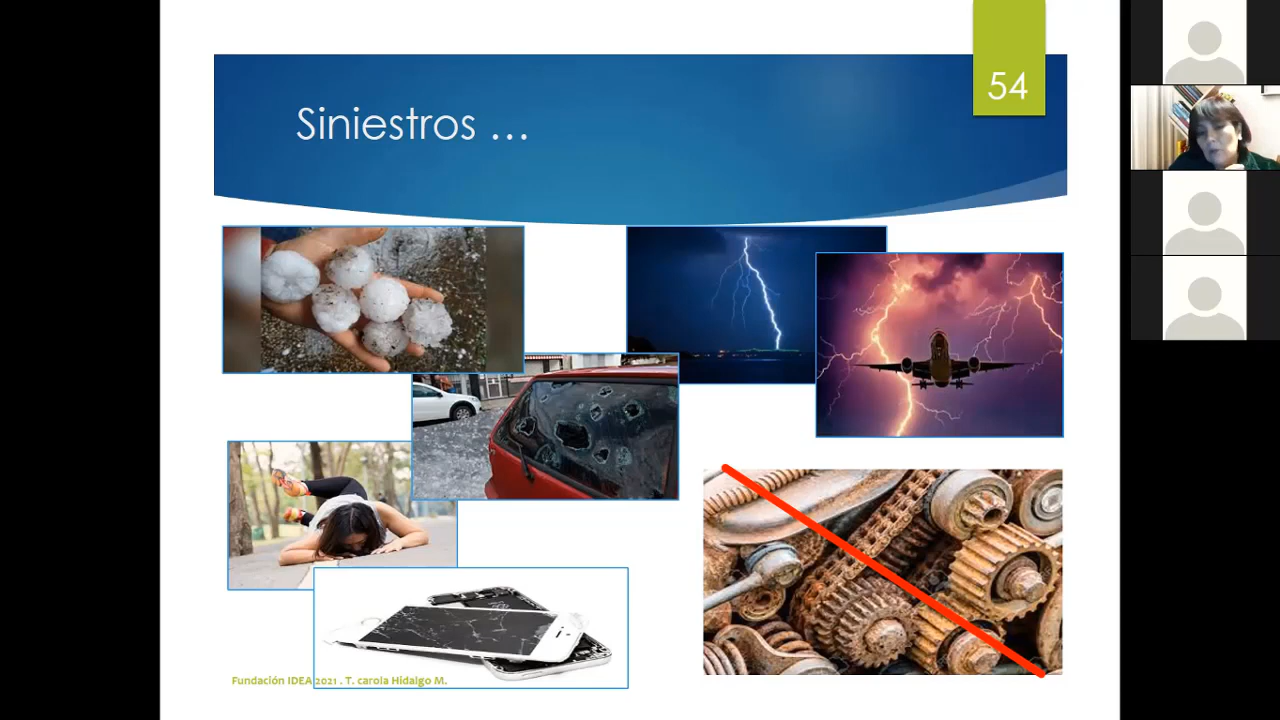 54
Siniestros ...
Fundación IDEA 2021 . T. carola Hidalgo M.